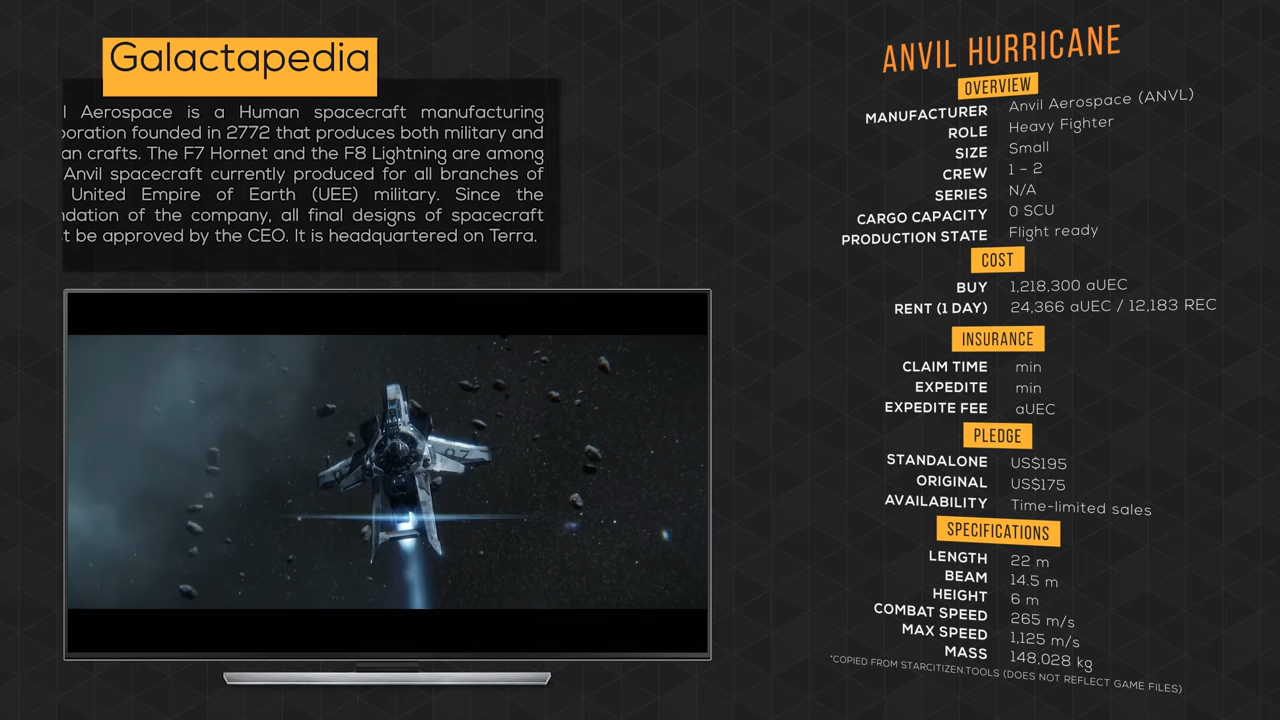 Galactapedia
l Aerospace is a Human spacecraft manufacturing
poration founded in 2772 that produces both military and
an crafts. The F7 Hornet and the F8 Lightning are among
Anvil spacecraft currently produced for all branches of
United Empire of Earth (UEE) military. Since the
ndation of the company, all final designs of spacecraft
t be approved by the CEO. It is headquartered on Terra.
67
ANVIL HURRICANE
OVERVIEW
MANUFACTURER Anvil Aerospace (ANVL)
ROLE Heavy Fighter
SIZE Small
CREW 1 – 2
SERIES N/A
CARGO CAPACITY 0 SCU
PRODUCTION STATE Flight ready
COST
BUY 1,218,300 aUEC
RENT (1 DAY) 24,366 aUEC / 12,183 REC
INSURANCE
CLAIM TIME min
EXPEDITE min
EXPEDITE FEE aUEC
PLEDGE
STANDALONE US$195
ORIGINAL US$175
AVAILABILITY Time-limited sales
SPECIFICATIONS
LENGTH 22 m
BEAM 14.5 m
HEIGHT 6 m
COMBAT SPEED 265 m/s
MAX SPEED 1,125 m/s
MASS 148,028 kg
*COPIED FROM STARCITIZEN.TOOLS (DOES NOT REFLECT GAME FILES)